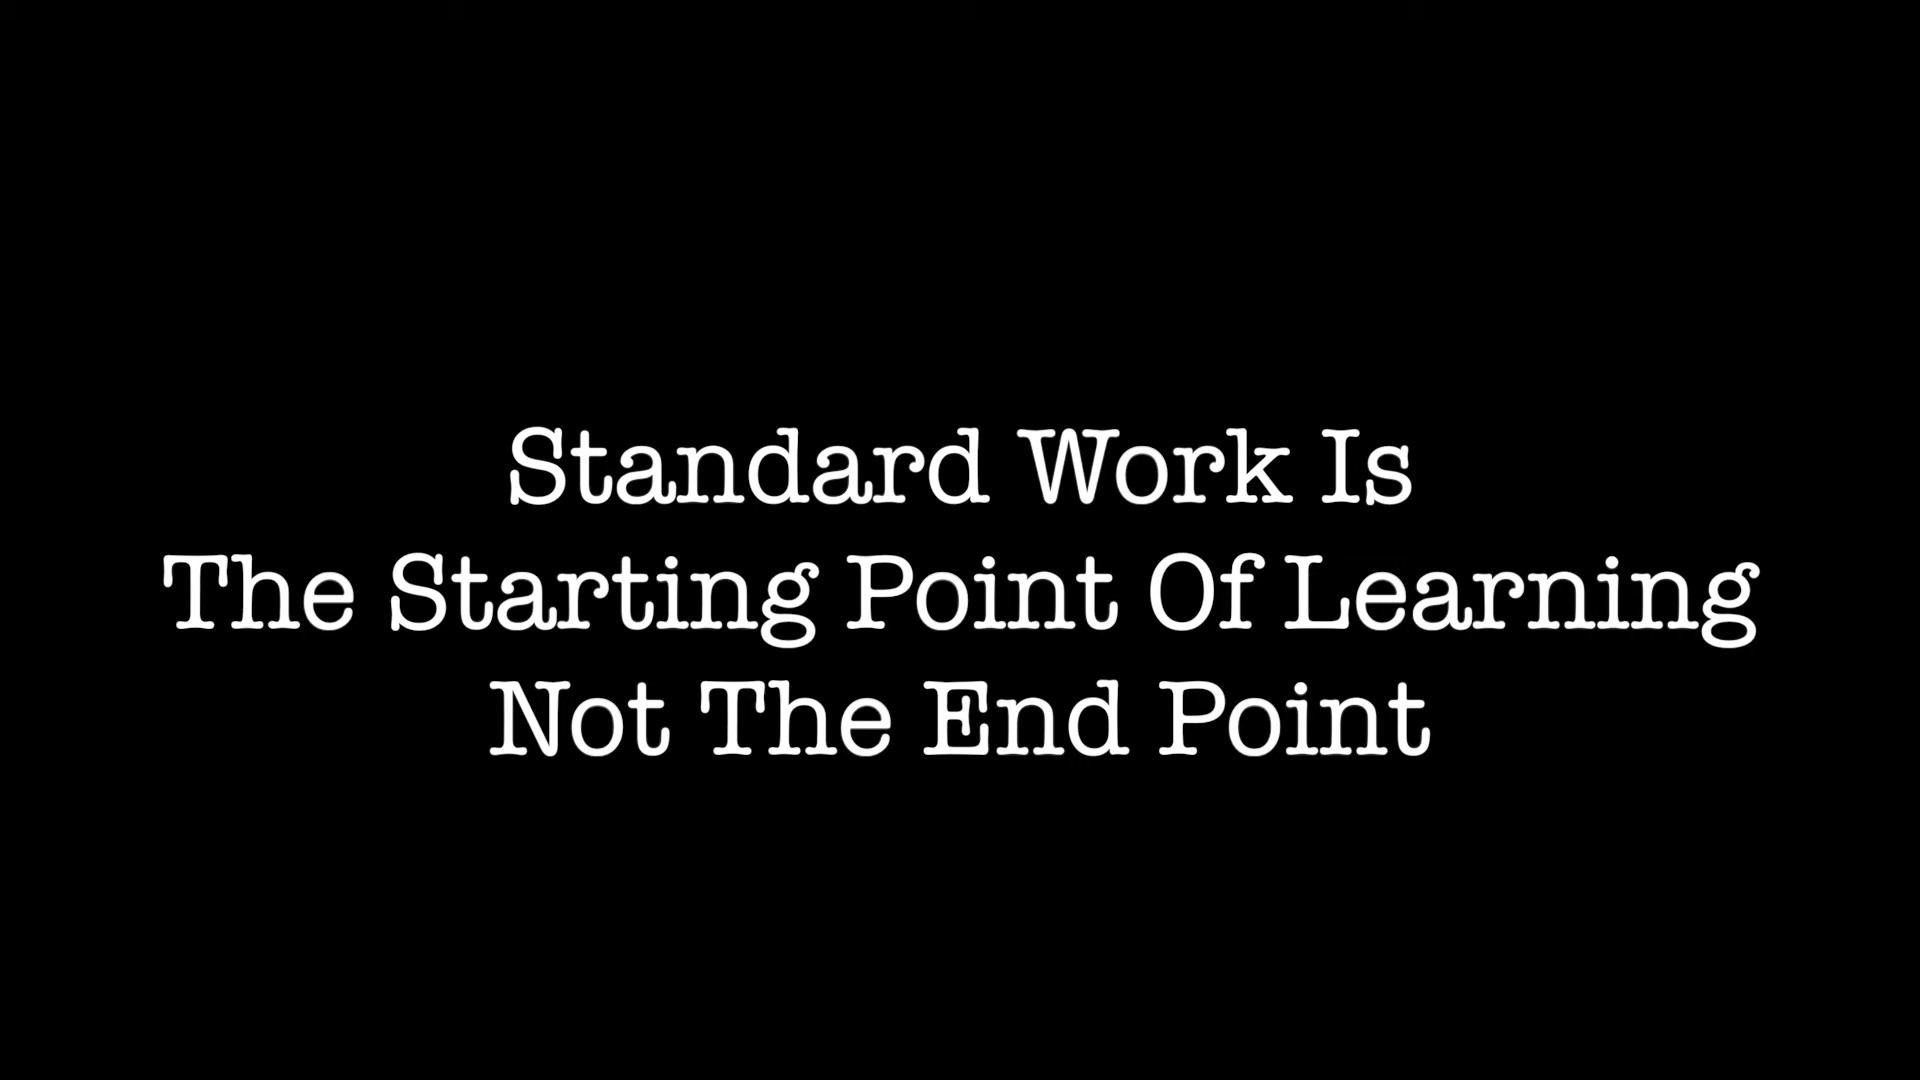 Standard Work Is
The Starting Point Of Learning
Not The End Point